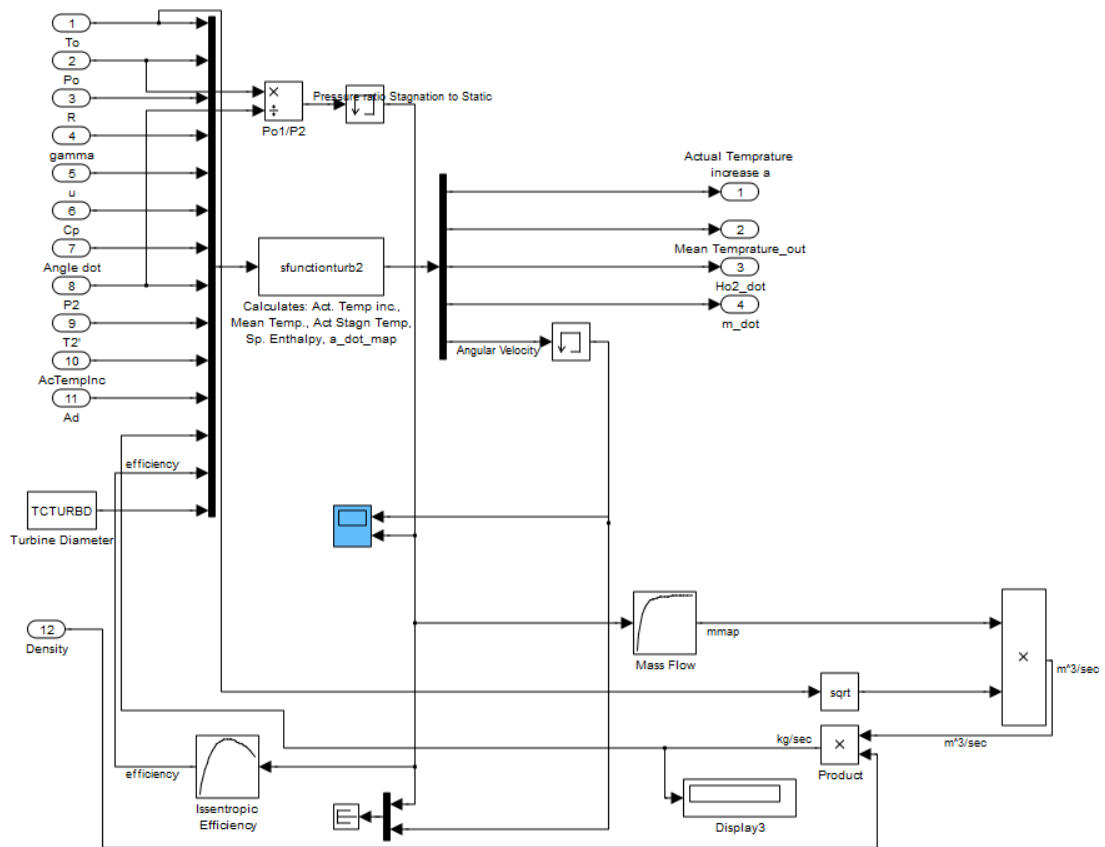 1
To
2
Po
3
R
4
gamma
5
u
6
Cp
7
Angle dot
8
P2
9
T2'
10
AcTempInc
11
Ad
efficiency
TCTURBD
Turbine Diameter
12
Density
×
÷
Po1/P2
Pressure ratio Stagnation to Static
sfunctionturb2
Calculates: Act. Temp inc.,
Mean Temp., Act Stagn Temp,
Sp. Enthalpy, a_dot_map
Actual Temprature
increase a
1
2
Mean Temprature_out
3
Ho2_dot
4
m_dot
Angular Velocity
Mass Flow
mmap
×
m^3/sec
sqrt
m^3/sec
kg/sec
×
Product
Display3
efficiency
Issentropic
Efficiency